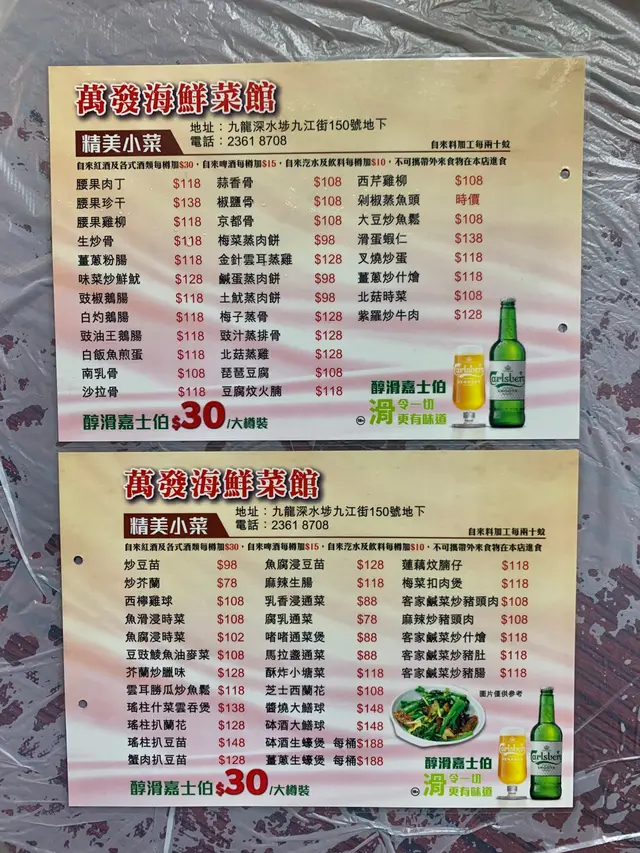 萬發海鮮菜館
地址：九龍深水埗九江街150號地下
精美小菜
電話：2361 8708
自來料加工每兩十蚊
自來紅酒及各式酒類每樽加$30，自來啤酒每樽加$15，自來汽水及飲料每樽加$10，不可攜帶外來食物在本店進食
腰果肉丁 $118 蒜香骨 $108 西芹雞柳 $108
腰果珍干 $138 椒鹽骨 $108 剁椒蒸魚頭 時價
腰果雞柳 $118 京都骨 $108 大豆炒魚鬆 $108
生炒骨 $118 梅菜蒸肉餅 $98 滑蛋蝦仁 $138
薑蔥粉腸 $118 金針雲耳蒸雞 $128 叉燒炒蛋 $118
味菜炒鮮魷 $128 鹹蛋蒸肉餅 $98 薑蔥炒什燴 $118
豉椒鵝腸 $118 土魷蒸肉餅 $98 北菇時菜 $108
白灼鵝腸 $118 梅子蒸骨 $128 紫羅炒牛肉 $128
豉油王鵝腸 $118 豉汁蒸排骨 $128
白飯魚煎蛋 $118 北菇蒸雞 $128
南乳骨 $108 琵琶豆腐 $108
沙拉骨 $118 豆腐炆火腩 $118
醇滑嘉士伯$30/大樽裝
醇滑嘉士伯
滑 令一切
更有味道
Carlsberg
Carlsberg
萬發海鮮菜館
地址：九龍深水埗九江街150號地下
精美小菜
電話：2361 8708
自來料加工每兩十蚊
自來紅酒及各式酒類每樽加$30，自來啤酒每樽加$15，自來汽水及飲料每樽加$10，不可攜帶外來食物在本店進食
炒豆苗 $98 魚腐浸豆苗 $128 蓮藕炆腩仔 $118
炒芥蘭 $78 麻辣生腸 $118 梅菜扣肉煲 $118
西檸雞球 $108 乳香浸通菜 $88 客家鹹菜炒豬頭肉 $108
魚滑浸時菜 $108 腐乳通菜 $78 麻辣炒豬頭肉 $108
魚腐浸時菜 $102 啫啫通菜煲 $88 客家鹹菜炒什燴 $118
豆豉鯪魚油麥菜 $108 馬拉盞通菜 $88 客家鹹菜炒豬肚 $118
芥蘭炒臘味 $128 酥炸小塘菜 $118 客家鹹菜炒豬腸 $118
雲耳勝瓜炒魚鬆 $118 芝士西蘭花 $108
圖片僅供參考
瑤柱什菜雲吞煲 $138 醬燒大鱔球 $148
瑤柱扒蘭花 $128 砵酒大鱔球 $148
瑤柱扒豆苗 $148 砵酒生蠔煲 每桶$188
蟹肉扒豆苗 $128 薑蔥生蠔煲 每桶$188
醇滑嘉士伯$30/大樽裝
醇滑嘉士伯
滑 令一切
更有味道
Carlsberg
Carlsberg